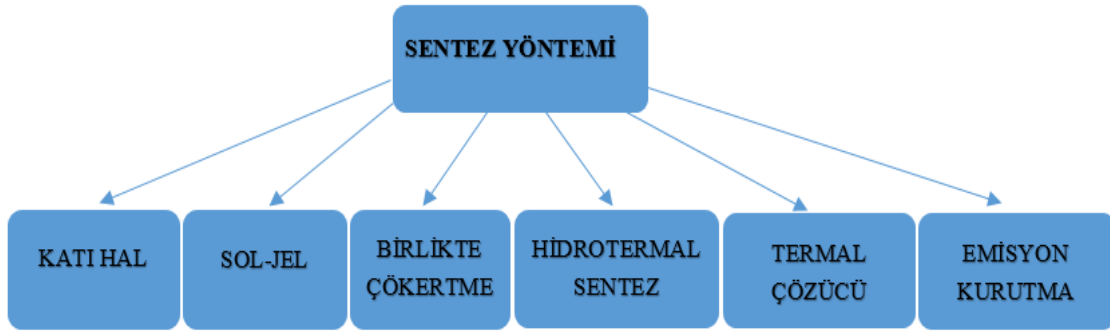 SENTEZ YÖNTEMİ
KATI HAL
SOL-JEL
BİRLİKTE
ÇÖKERTME
HİDROTERMAL
SENTEZ
TERMAL
ÇÖZÜCÜ
EMİSYON
KURUTMA